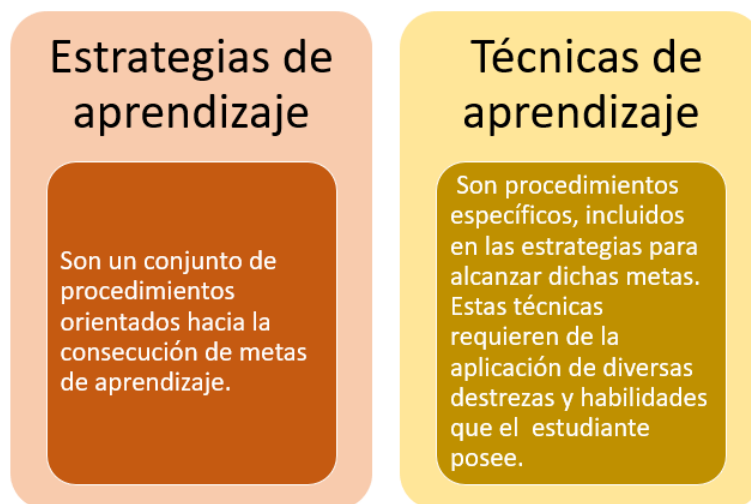 Estrategias de
aprendizaje
Son un conjunto de
procedimientos
orientados hacia la
consecución de metas
de aprendizaje.
Técnicas de
aprendizaje
Son procedimientos
específicos, incluidos
en las estrategias para
alcanzar dichas metas.
Estas técnicas
requieren de la
aplicación de diversas
destrezas y habilidades
que el  estudiante
posee.